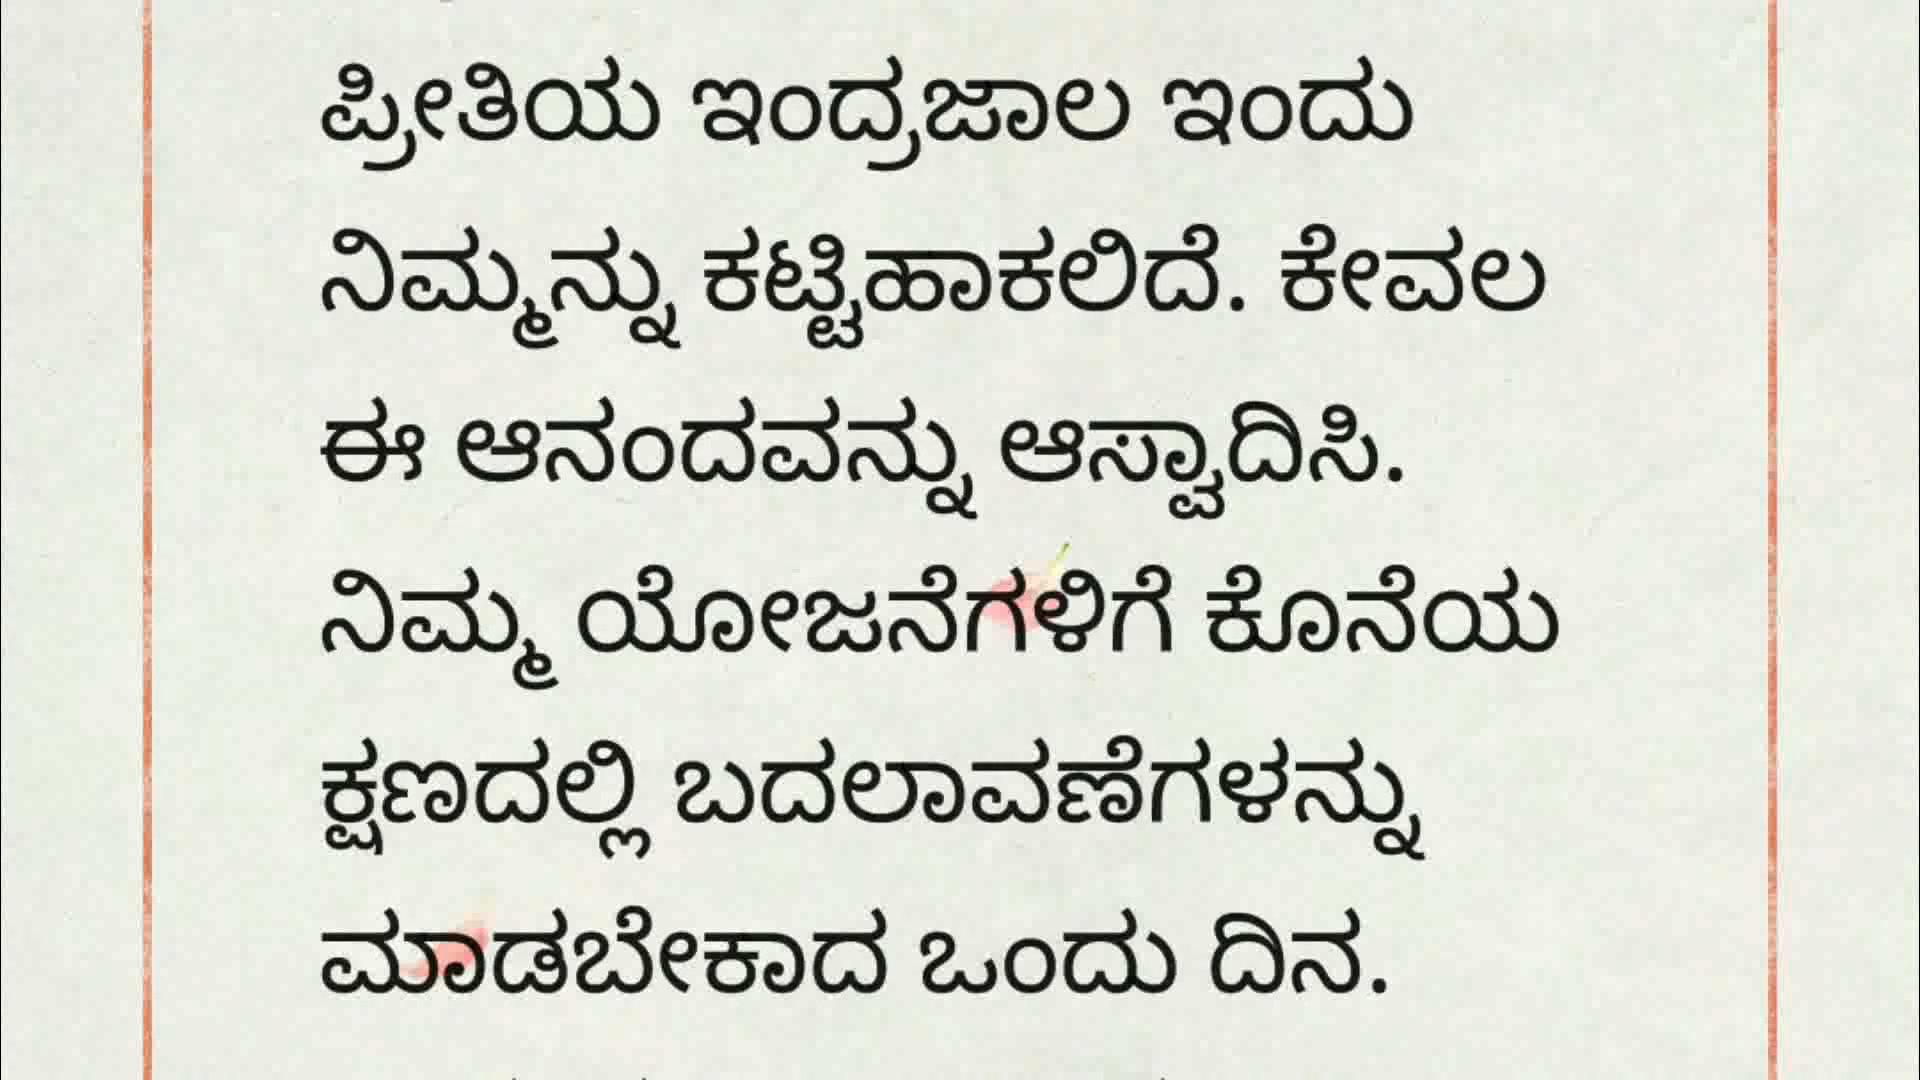 ಪ್ರೀತಿಯ ಇಂದ್ರಜಾಲ ಇಂದು
ನಿಮ್ಮನ್ನು ಕಟ್ಟಿಹಾಕಲಿದೆ. ಕೇವಲ
ಈ ಆನಂದವನ್ನು ಆಸ್ವಾದಿಸಿ.
ನಿಮ್ಮ ಯೋಜನೆಗಳಿಗೆ ಕೊನೆಯ
ಕ್ಷಣದಲ್ಲಿ ಬದಲಾವಣೆಗಳನ್ನು
ಮಾಡಬೇಕಾದ ಒಂದು ದಿನ.